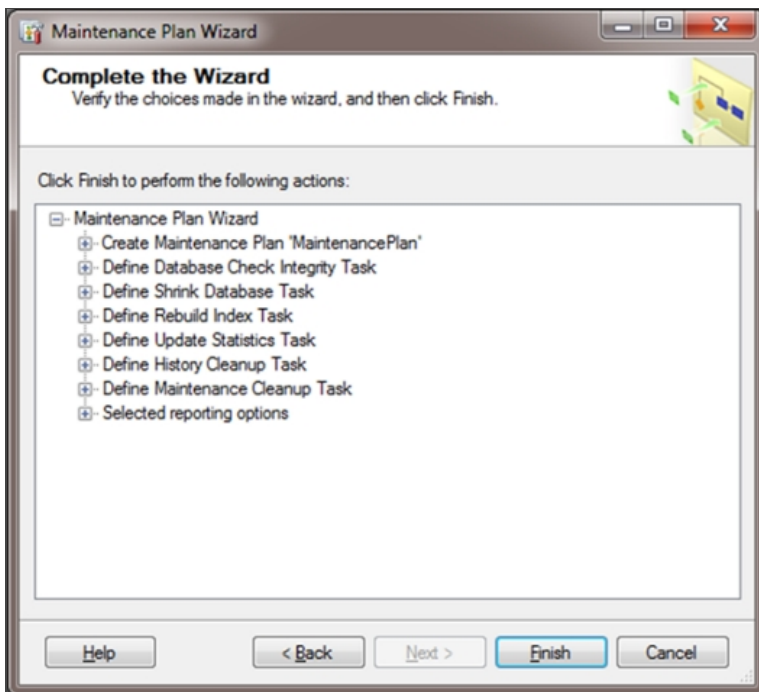 Maintenance Plan Wizard
Complete the Wizard
Verify the choices made in the wizard, and then click Finish.
Click Finish to perform the following actions:
Maintenance Plan Wizard
Create Maintenance Plan 'MaintenancePlan'
Define Database Check Integrity Task
Define Shrink Database Task
Define Rebuild Index Task
Define Update Statistics Task
Define History Cleanup Task
Define Maintenance Cleanup Task
Selected reporting options
Help
< Back
Next >
Finish
Cancel